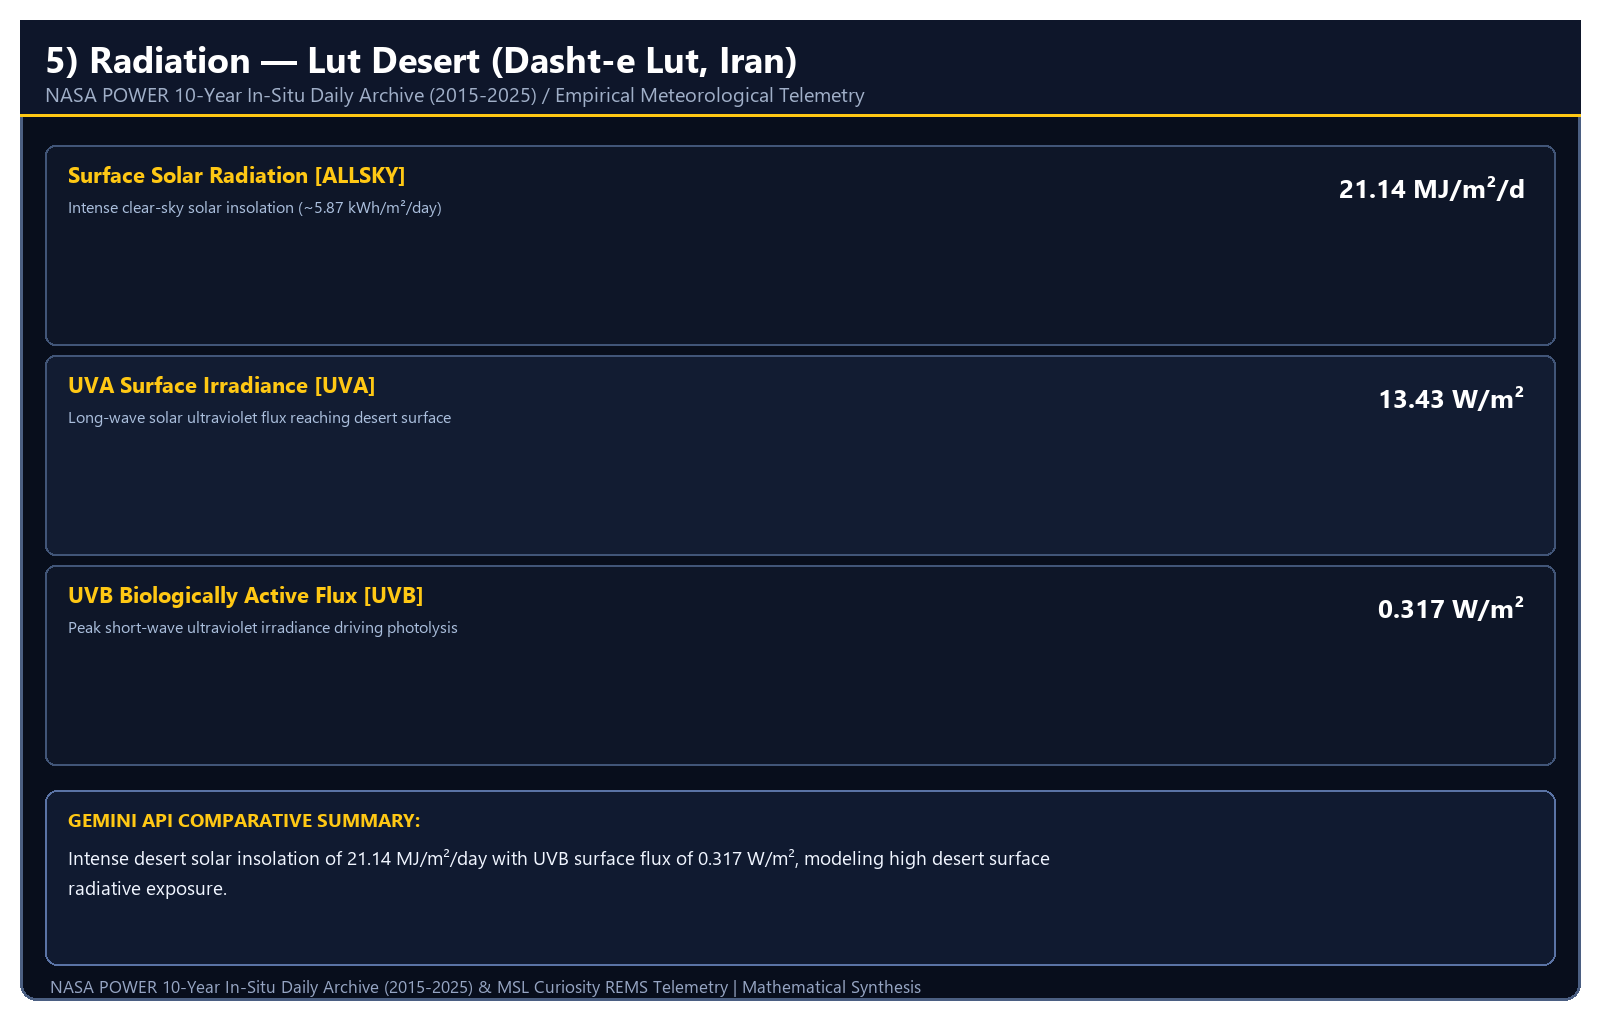 5) Radiation — Lut Desert (Dasht-e Lut, Iran)
NASA POWER 10-Year In-Situ Daily Archive (2015-2025) / Empirical Meteorological Telemetry
Surface Solar Radiation [ALLSKY]
21.14 MJ/m²/d
Intense clear-sky solar insolation (~5.87 kWh/m²/day)
UVA Surface Irradiance [UVA]
13.43 W/m²
Long-wave solar ultraviolet flux reaching desert surface
UVB Biologically Active Flux [UVB]
0.317 W/m²
Peak short-wave ultraviolet irradiance driving photolysis
GEMINI API COMPARATIVE SUMMARY:
Intense desert solar insolation of 21.14 MJ/m²/day with UVB surface flux of 0.317 W/m², modeling high desert surface
radiative exposure.
NASA POWER 10-Year In-Situ Daily Archive (2015-2025) & MSL Curiosity REMS Telemetry | Mathematical Synthesis